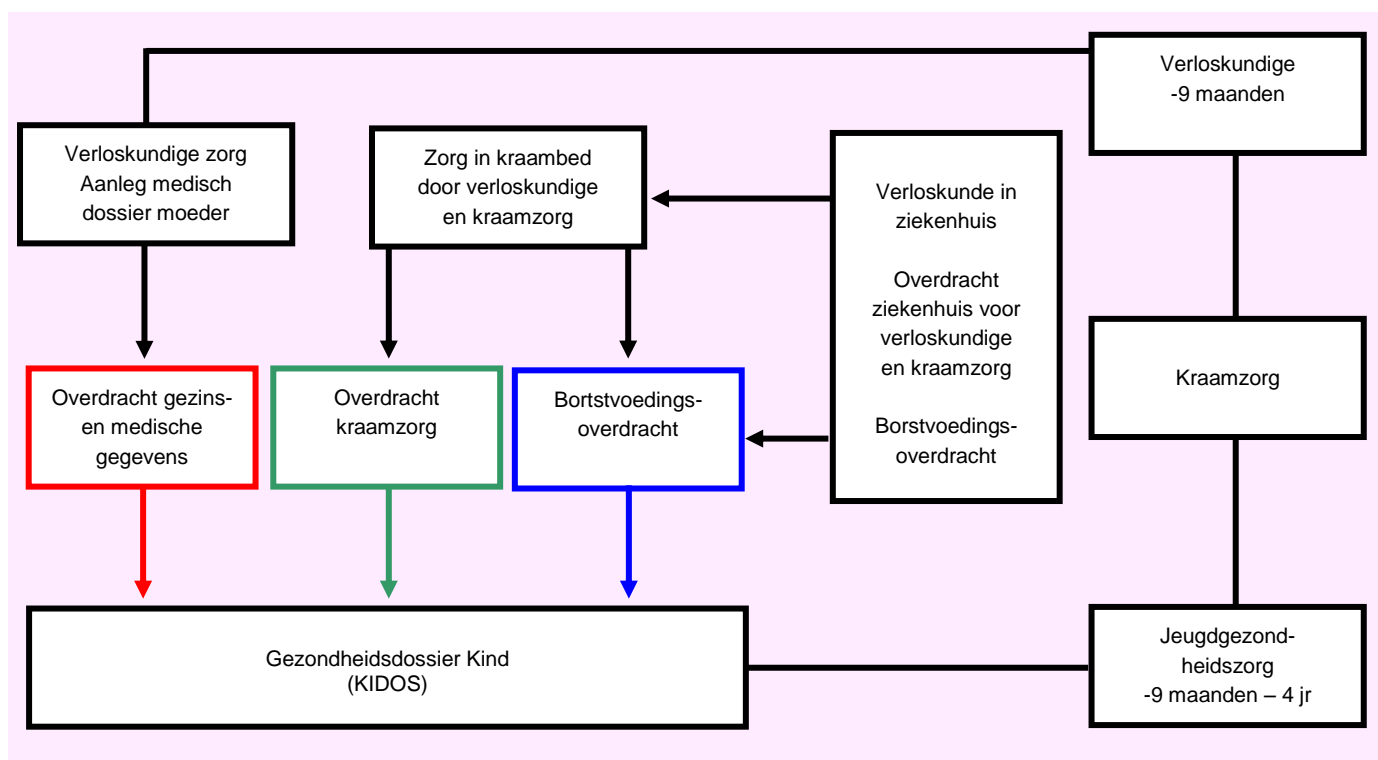 Verloskundige
-9 maanden
Verloskundige zorg
Aanleg medisch
dossier moeder
Zorg in kraambed
door verloskundige
en kraamzorg
Verloskunde in
ziekenhuis
Overdracht
ziekenhuis voor
verloskundige
en kraamzorg
Borstvoedings-
overdracht
Kraamzorg
Overdracht gezins-
en medische
gegevens
Overdracht
kraamzorg
Bortstvoedings-
overdracht
Gezondheidsdossier Kind
(KIDOS)
Jeugdgezond-
heidszorg
-9 maanden – 4 jr